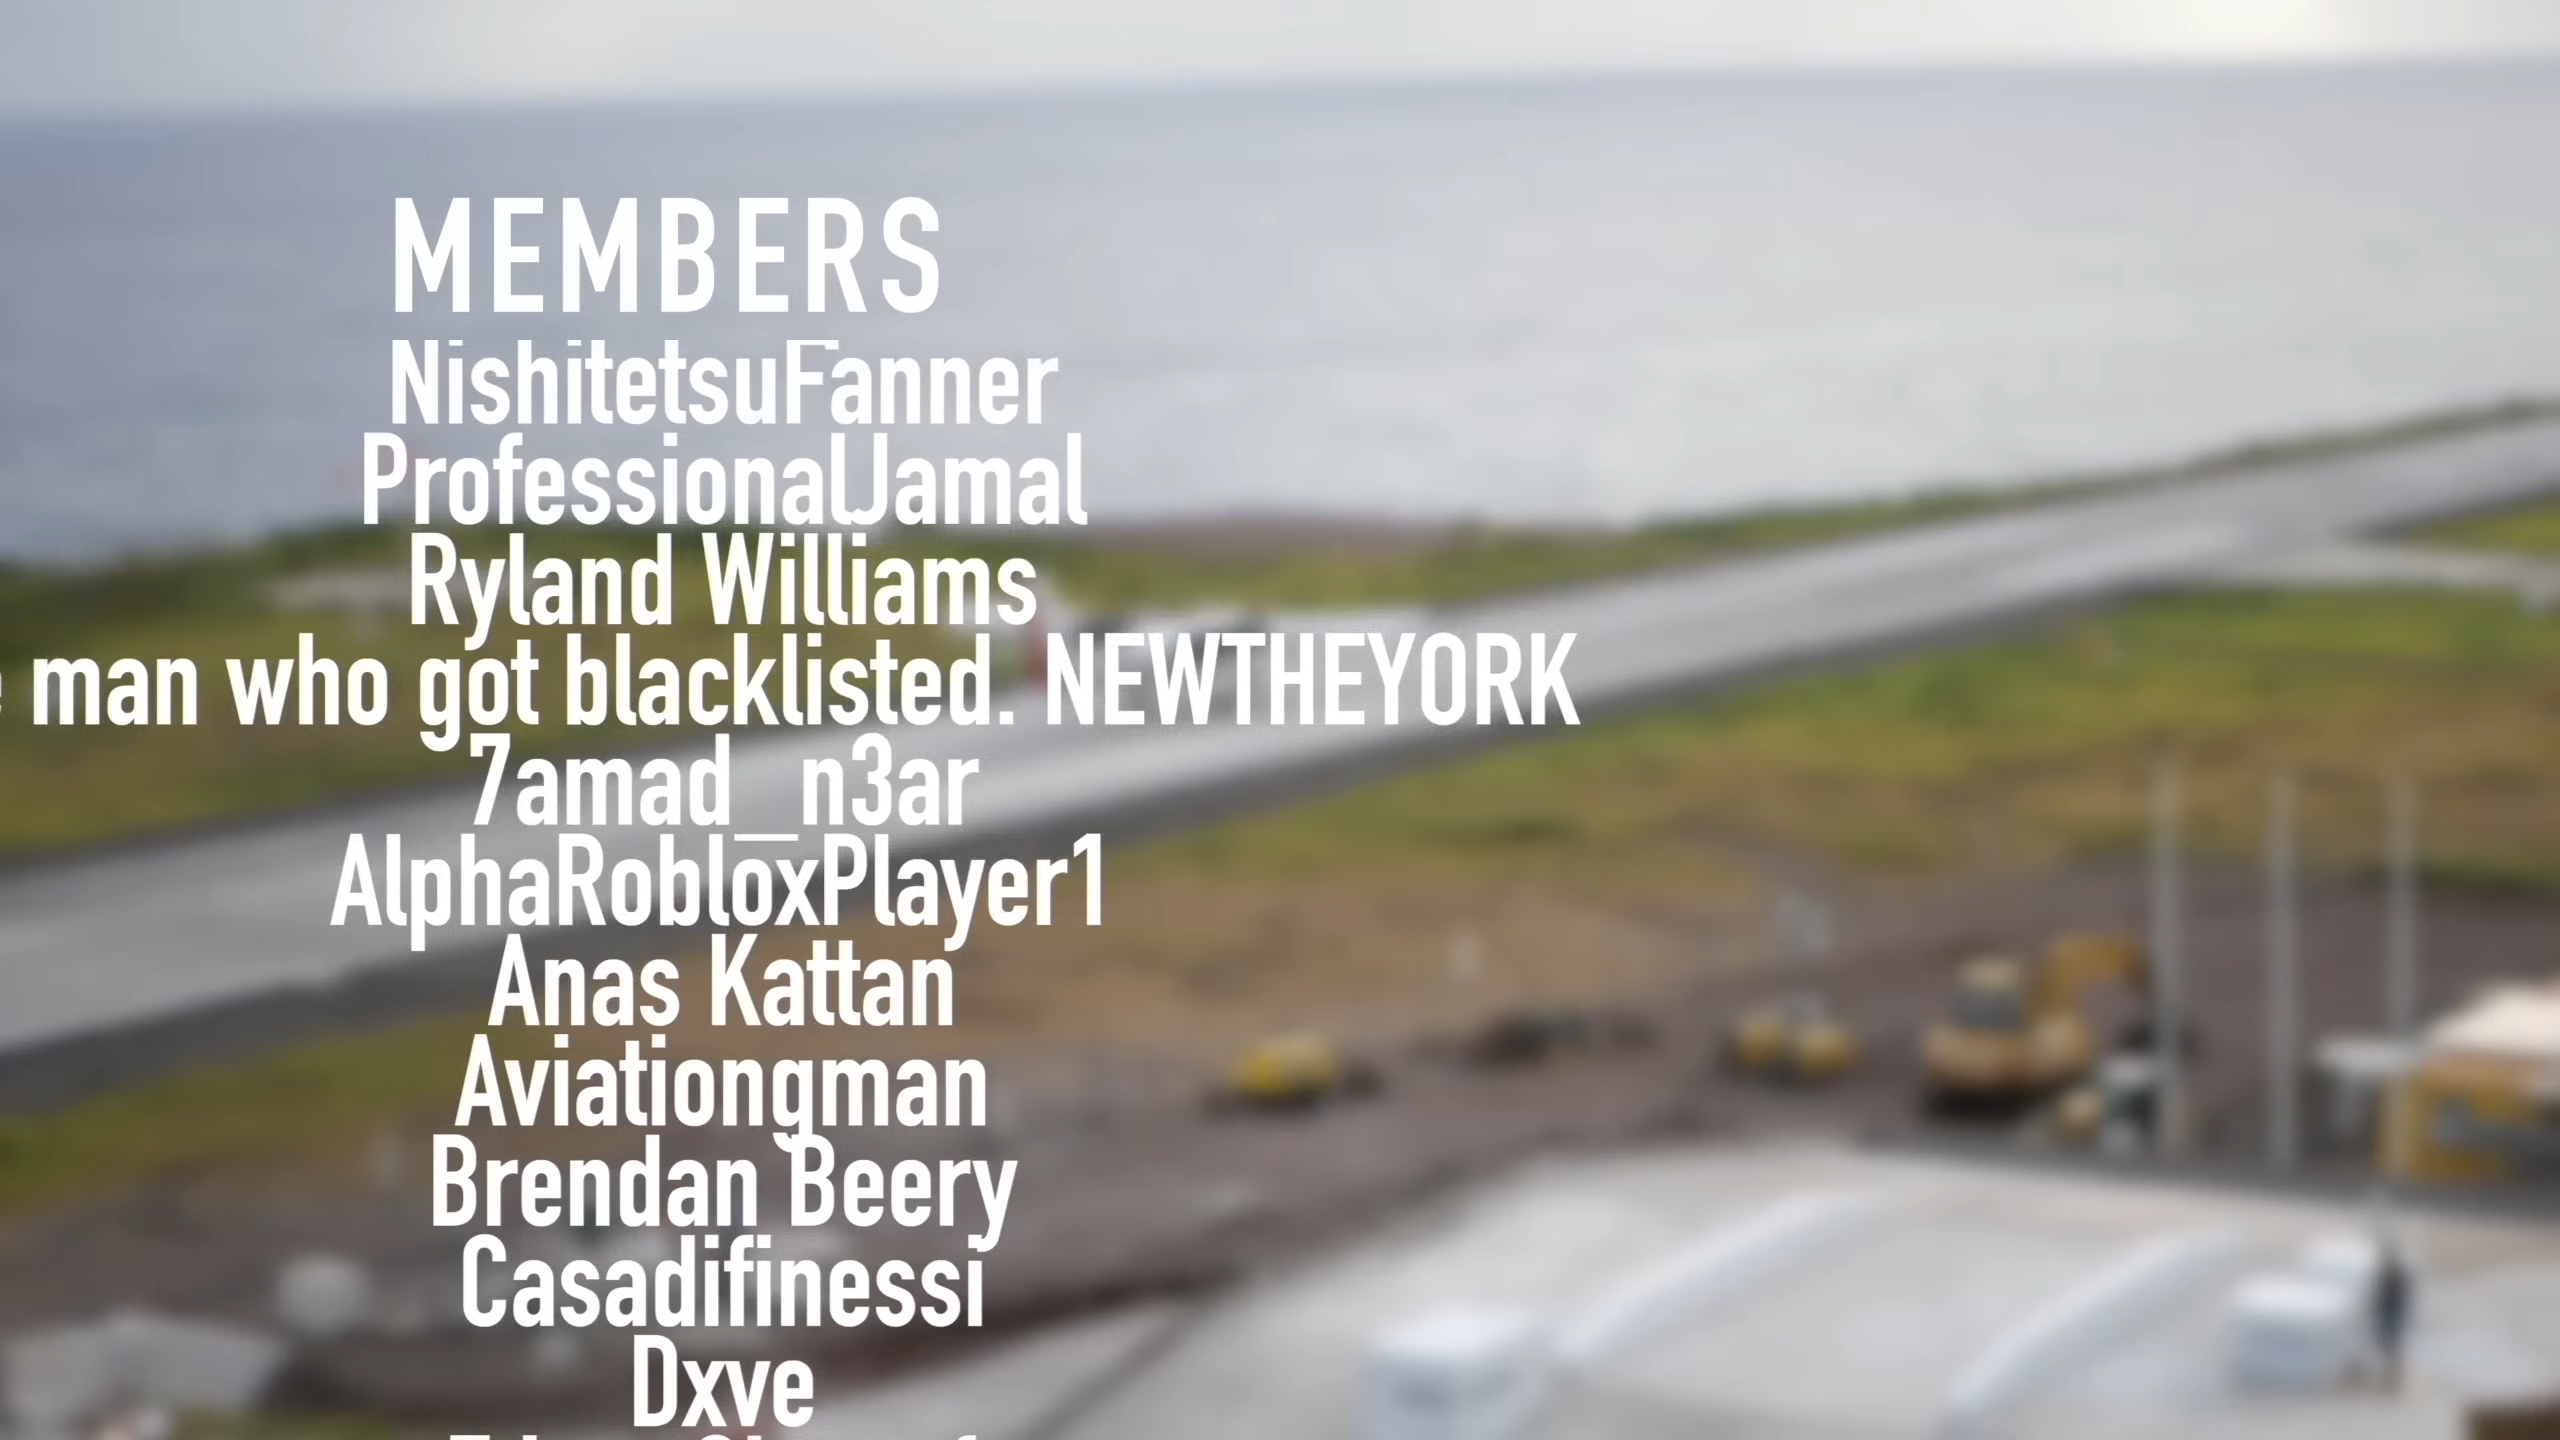 MEMBERS
NishitetsuFanner
ProfessionalJamal
Ryland Williams
man who got blacklisted. NEWTHEYORK
7amad_n3ar
AlphaRobloxPlayer1
Anas Kattan
Aviationgman
Brendan Beery
Casadifinessi
Dxve